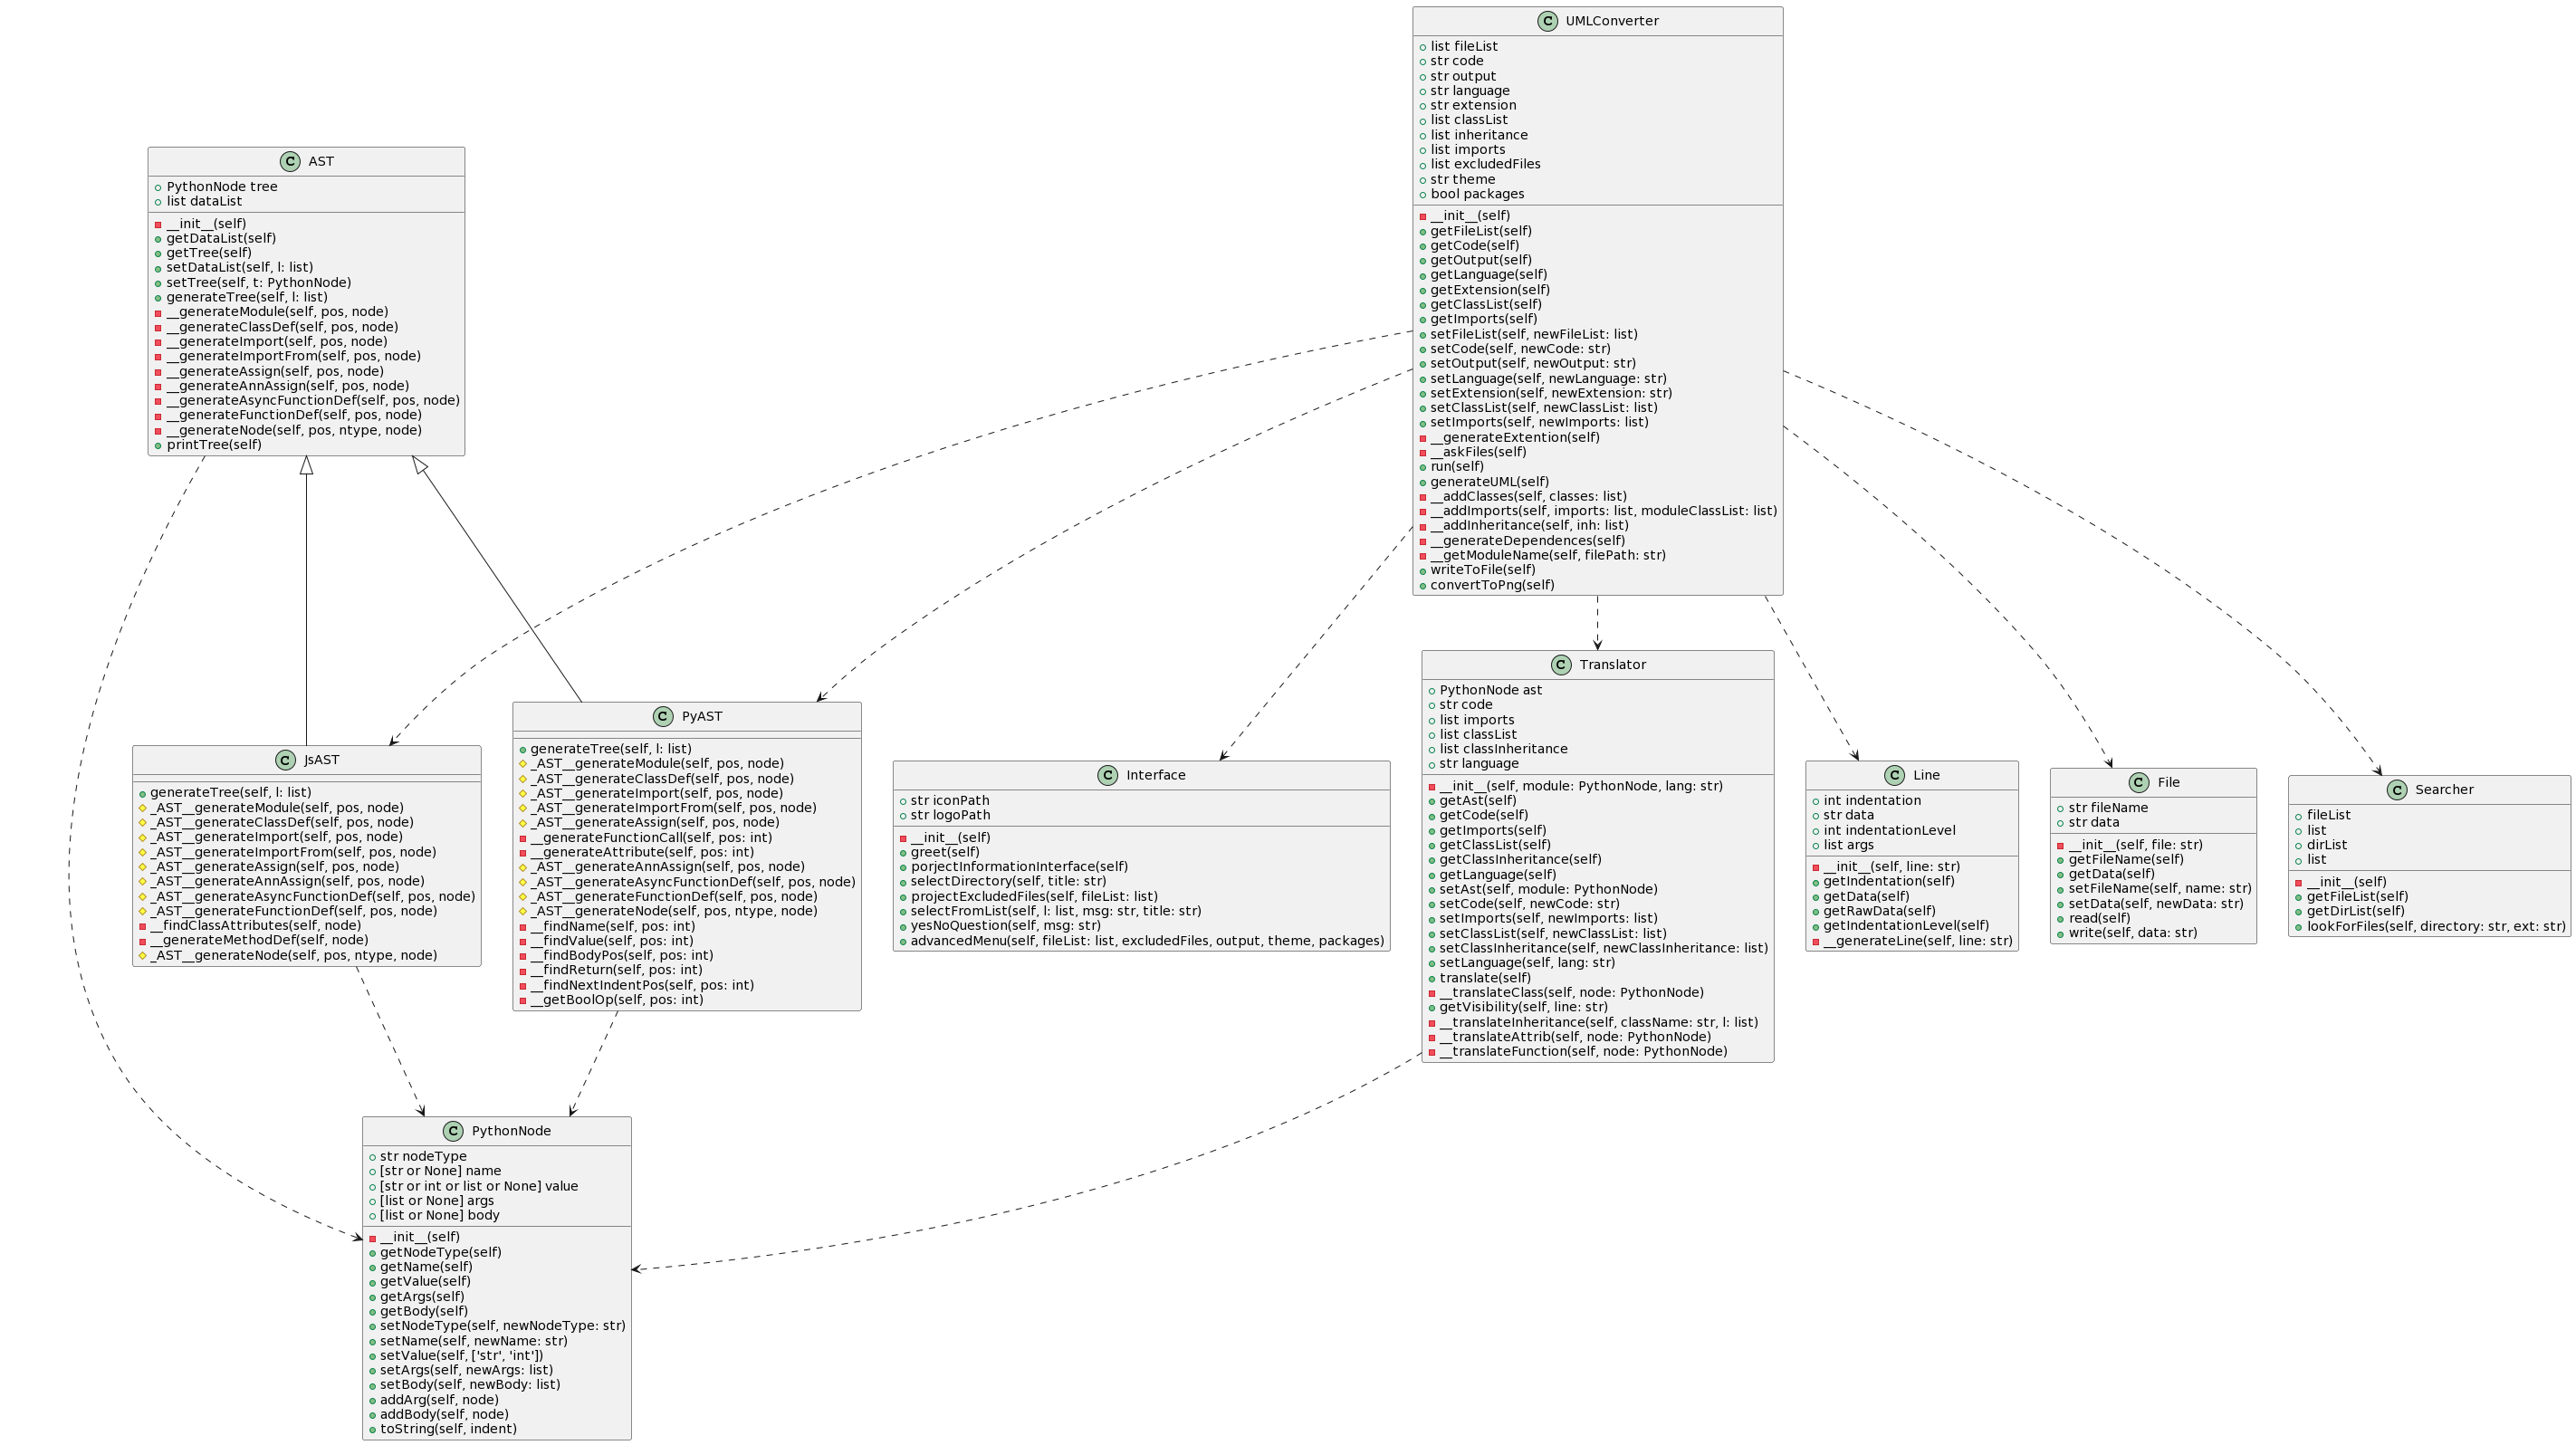 C UMLConverter
list fileList
str code
str output
str language
str extension
list classList
list inheritance
list imports
list excludedFiles
str theme
bool packages
__init__(self)
getFileList(self)
getCode(self)
getOutput(self)
getLanguage(self)
getExtension(self)
getClassList(self)
getImports(self)
setFileList(self, newFileList: list)
setCode(self, newCode: str)
setOutput(self, newOutput: str)
setLanguage(self, newLanguage: str)
setExtension(self, newExtension: str)
setClassList(self, newClassList: list)
setImports(self, newImports: list)
__generateExtention(self)
__askFiles(self)
run(self)
generateUML(self)
__addClasses(self, classes: list)
__addImports(self, imports: list, moduleClassList: list)
__addInheritance(self, inh: list)
__generateDependences(self)
__getModuleName(self, filePath: str)
writeToFile(self)
convertToPng(self)
C AST
PythonNode tree
list dataList
__init__(self)
getDataList(self)
getTree(self)
setDataList(self, l: list)
setTree(self, t: PythonNode)
generateTree(self, l: list)
__generateModule(self, pos, node)
__generateClassDef(self, pos, node)
__generateImport(self, pos, node)
__generateImportFrom(self, pos, node)
__generateAssign(self, pos, node)
__generateAnnAssign(self, pos, node)
__generateAsyncFunctionDef(self, pos, node)
__generateFunctionDef(self, pos, node)
__generateNode(self, pos, ntype, node)
printTree(self)
C JsAST
generateTree(self, l: list)
_AST__generateModule(self, pos, node)
_AST__generateClassDef(self, pos, node)
_AST__generateImport(self, pos, node)
_AST__generateImportFrom(self, pos, node)
_AST__generateAssign(self, pos, node)
_AST__generateAnnAssign(self, pos, node)
_AST__generateAsyncFunctionDef(self, pos, node)
_AST__generateFunctionDef(self, pos, node)
__findClassAttributes(self, node)
__generateMethodDef(self, node)
_AST__generateNode(self, pos, ntype, node)
C PyAST
generateTree(self, l: list)
_AST__generateModule(self, pos, node)
_AST__generateClassDef(self, pos, node)
_AST__generateImport(self, pos, node)
_AST__generateImportFrom(self, pos, node)
_AST__generateAssign(self, pos, node)
__generateFunctionCall(self, pos: int)
__generateAttribute(self, pos: int)
_AST__generateAnnAssign(self, pos, node)
_AST__generateAsyncFunctionDef(self, pos, node)
_AST__generateFunctionDef(self, pos, node)
_AST__generateNode(self, pos, ntype, node)
__findName(self, pos: int)
__findValue(self, pos: int)
__findBodyPos(self, pos: int)
__findReturn(self, pos: int)
__findNextIndentPos(self, pos: int)
__getBoolOp(self, pos: int)
C Interface
str iconPath
str logoPath
__init__(self)
greet(self)
porjectInformationInterface(self)
selectDirectory(self, title: str)
projectExcludedFiles(self, fileList: list)
selectFromList(self, l: list, msg: str, title: str)
yesNoQuestion(self, msg: str)
advancedMenu(self, fileList: list, excludedFiles, output, theme, packages)
C Translator
PythonNode ast
str code
list imports
list classList
list classInheritance
str language
__init__(self, module: PythonNode, lang: str)
getAst(self)
getCode(self)
getImports(self)
getClassList(self)
getClassInheritance(self)
getLanguage(self)
setAst(self, module: PythonNode)
setCode(self, newCode: str)
setImports(self, newImports: list)
setClassList(self, newClassList: list)
setClassInheritance(self, newClassInheritance: list)
setLanguage(self, lang: str)
translate(self)
__translateClass(self, node: PythonNode)
getVisibility(self, line: str)
__translateInheritance(self, className: str, l: list)
__translateAttrib(self, node: PythonNode)
__translateFunction(self, node: PythonNode)
C Line
int indentation
str data
int indentationLevel
list args
__init__(self, line: str)
getIndentation(self)
getData(self)
getRawData(self)
getIndentationLevel(self)
__generateLine(self, line: str)
C File
str fileName
str data
__init__(self, file: str)
getFileName(self)
getData(self)
setFileName(self, name: str)
setData(self, newData: str)
read(self)
write(self, data: str)
C Searcher
fileList
list
dirList
list
__init__(self)
getFileList(self)
getDirList(self)
lookForFiles(self, directory: str, ext: str)
C PythonNode
str nodeType
[str or None] name
[str or int or list or None] value
[list or None] args
[list or None] body
__init__(self)
getNodeType(self)
getName(self)
getValue(self)
getArgs(self)
getBody(self)
setNodeType(self, newNodeType: str)
setName(self, newName: str)
setValue(self, ['str', 'int'])
setArgs(self, newArgs: list)
setBody(self, newBody: list)
addArg(self, node)
addBody(self, node)
toString(self, indent)